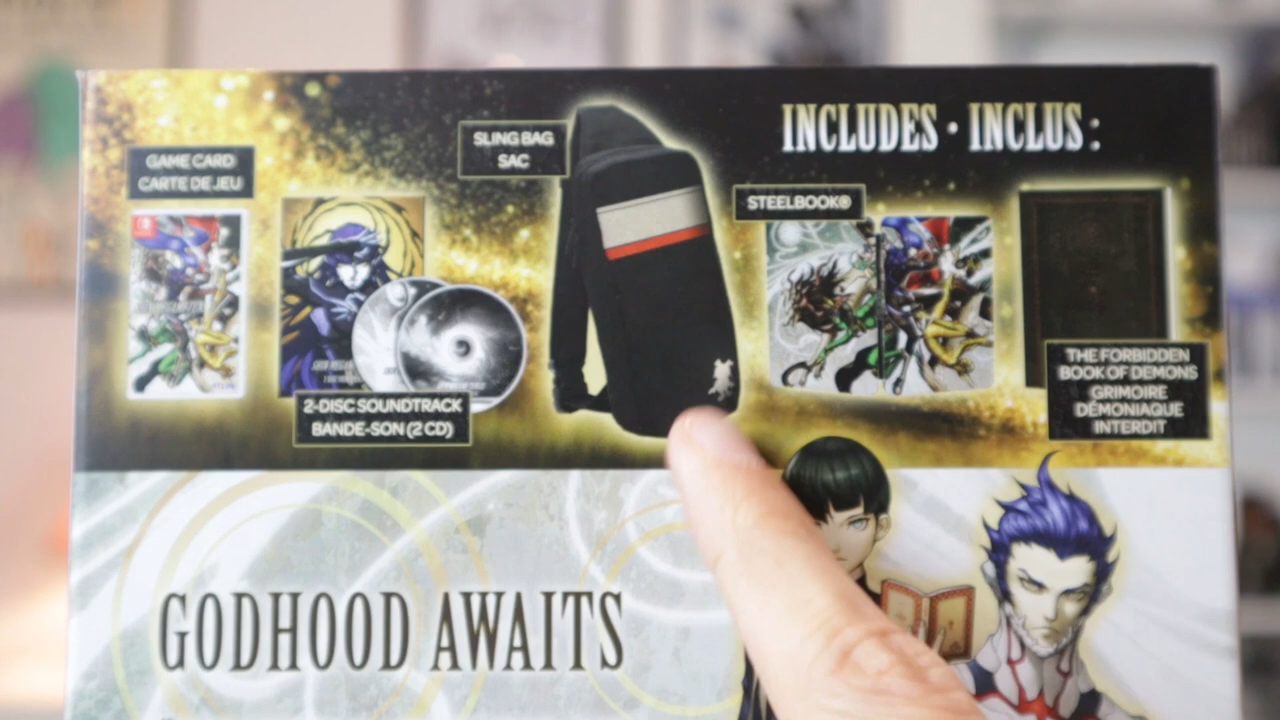 INCLUDES · INCLUS :
GAME CARD
CARTE DE JEU
2-DISC SOUNDTRACK
BANDE-SON (2 CD)
SLING BAG
SAC
STEELBOOK®
THE FORBIDDEN
BOOK OF DEMONS
GRIMOIRE
DÉMONIAQUE
INTERDIT
GODHOOD AWAITS